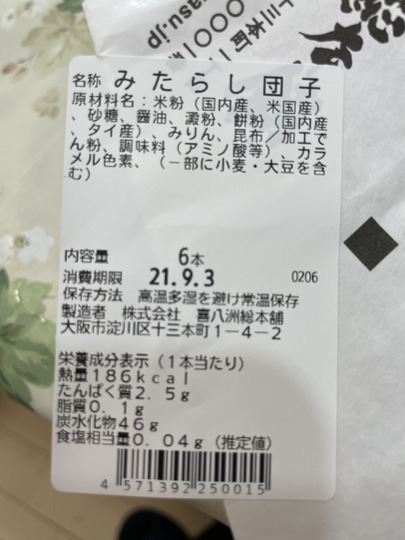 名称 みたらし団子
原材料名：米粉（国内産、米国産）
、砂糖、醤油、澱粉、餅粉（国内産
、タイ産）、みりん、昆布／加工で
ん粉、調味料（アミノ酸等）、カラ
メル色素、（一部に小麦・大豆を含
む）
内容量 6本
消費期限 21.9.3 0206
保存方法 高温多湿を避け常温保存
製造者 株式会社 喜八洲総本舗
大阪市淀川区十三本町１－４－２
栄養成分表示（１本当たり）
熱量１８６ｋｃａｌ
たんぱく質２．５ｇ
脂質０．１ｇ
炭水化物４６ｇ
食塩相当量０．０４ｇ（推定値）
4 571392 250015